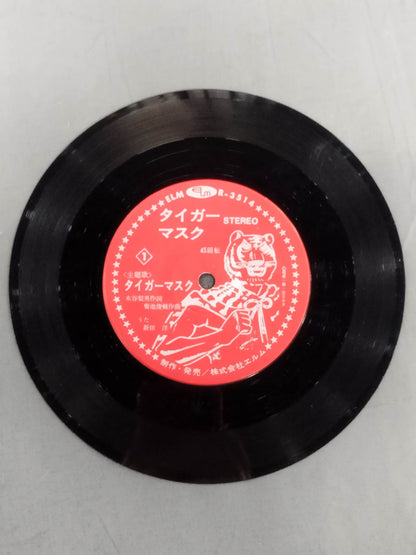 ELM ELM R-3514
タイガー
マスク
STEREO
45回転
1
〈主題歌〉
タイガーマスク
木谷梨男作詞
菊池俊輔作曲
うた
新田 洋
制作・発売/株式会社エルム